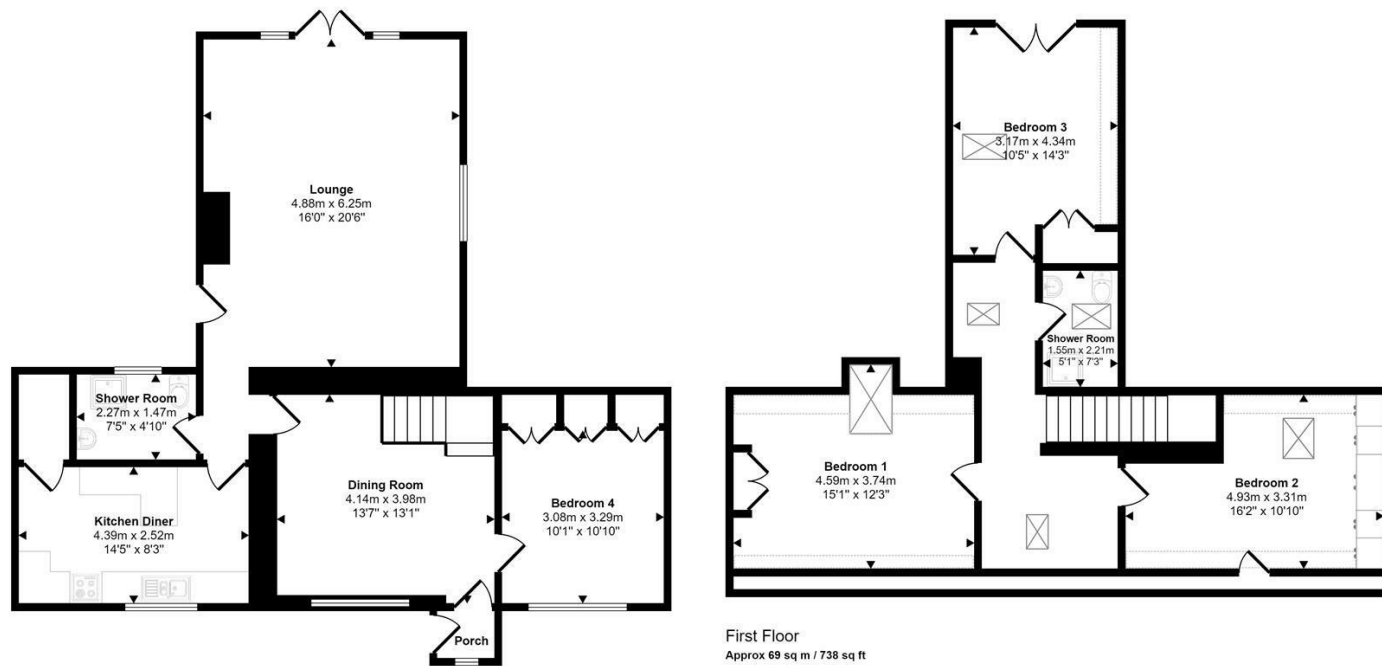 Lounge
4.88m x 6.25m
16'0" x 20'6"
Shower Room
2.27m x 1.47m
7'5" x 4'10"
Kitchen Diner
4.39m x 2.52m
14'5" x 8'3"
Dining Room
4.14m x 3.98m
13'7" x 13'1"
Bedroom 4
3.08m x 3.29m
10'1" x 10'10"
Porch
Bedroom 3
3.17m x 4.34m
10'5" x 14'3"
Shower Room
1.55m x 2.21m
5'1" x 7'3"
Bedroom 1
4.59m x 3.74m
15'1" x 12'3"
Bedroom 2
4.93m x 3.31m
16'2" x 10'10"
First Floor
Approx 69 sq m / 738 sq ft